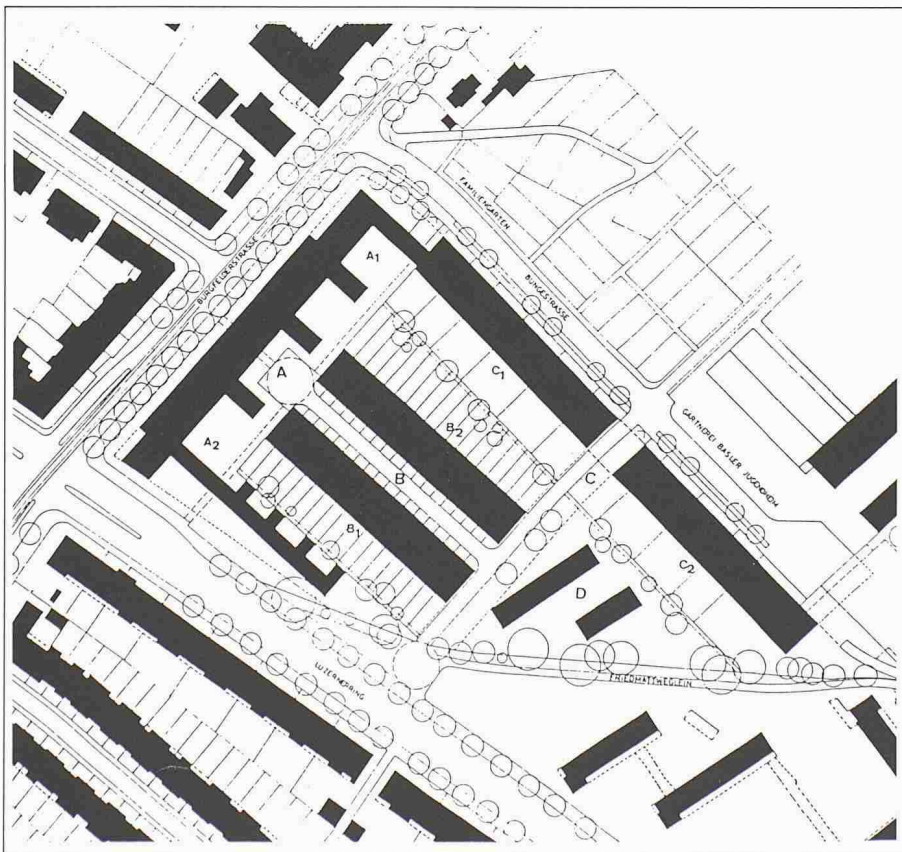 FAMILIENGARTEN
BURGFELDERSTRASSE
BUNGESTRASSE
A1
A
C1
A2
B2
B
GÄRTNEREI BASLER JUGENDHEIM
B1
C
C2
D
LUZERNERRING
FRIEDMATTWEGLEIN